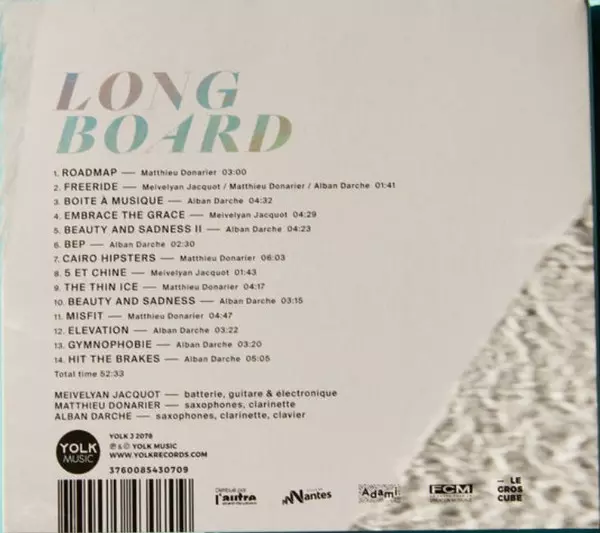 LONG
BOARD
1. ROADMAP — Matthieu Donarier 03:00
2. FREERIDE — Meivelyan Jacquot / Matthieu Donarier / Alban Darche 01:41
3. BOITE À MUSIQUE — Alban Darche 04:32
4. EMBRACE THE GRACE — Meivelyan Jacquot 04:29
5. BEAUTY AND SADNESS II — Alban Darche 04:23
6. BEP — Alban Darche 02:30
7. CAIRO HIPSTERS — Matthieu Donarier 06:03
8. 5 ET CHINE — Meivelyan Jacquot 01:43
9. THE THIN ICE — Matthieu Donarier 04:17
10. BEAUTY AND SADNESS — Alban Darche 03:15
11. MISFIT — Matthieu Donarier 04:47
12. ELEVATION — Alban Darche 03:22
13. GYMNOPHOBIE — Alban Darche 03:20
14. HIT THE BRAKES — Alban Darche 05:05
Total time 52:33
MEIVELYAN JACQUOT — batterie, guitare & électronique
MATTHIEU DONARIER — saxophones, clarinette
ALBAN DARCHE — saxophones, clarinette, clavier
YOLK
MUSIC
YOLK J 2078
℗ & © YOLK MUSIC
WWW.YOLKRECORDS.COM
3760085430709
Distribué par
l'autre
Nantes
Adami
FCM
— LE
GROS
CUBE